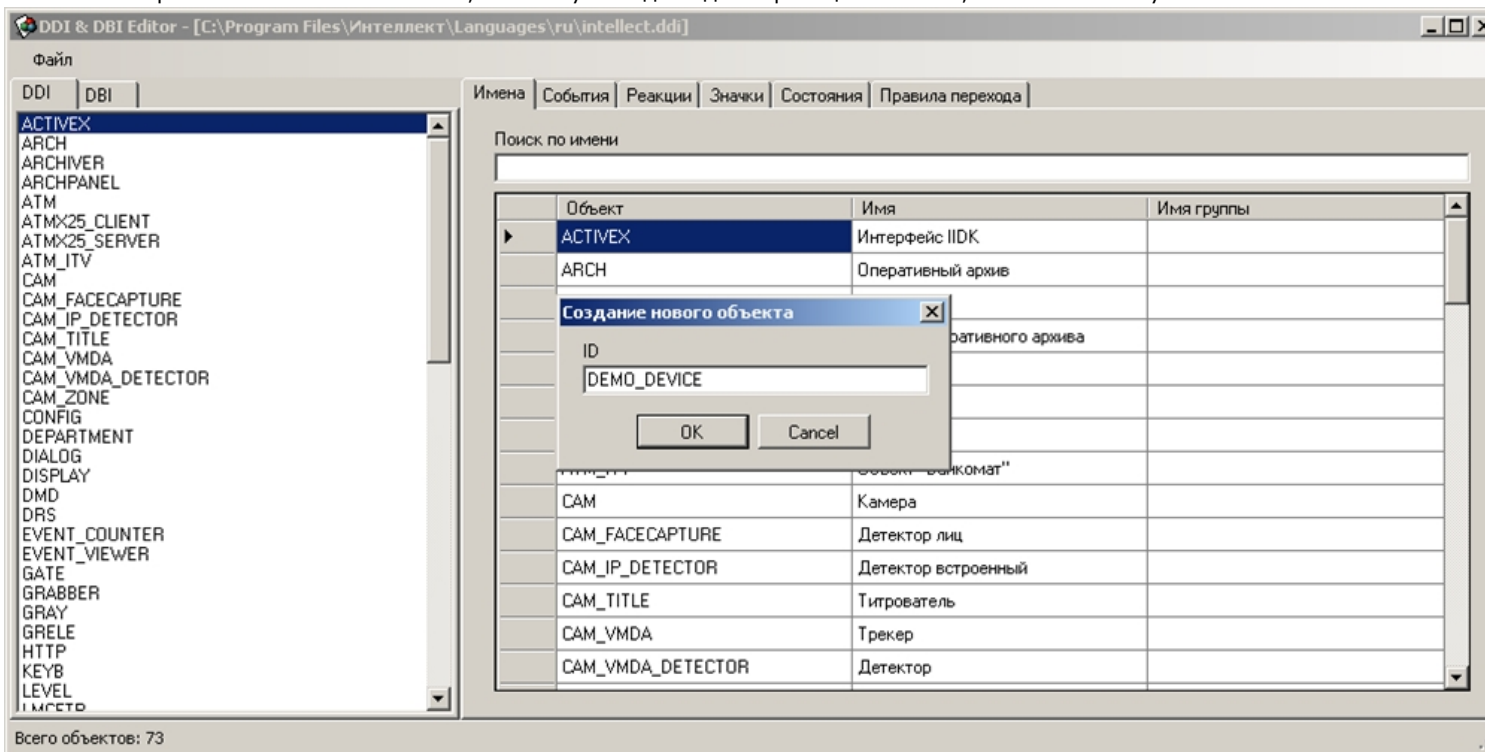 DDI & DBI Editor - [C:\Program Files\Интеллект\Languages\ru\intellect.ddi]
Файл
DDI DBI
ACTIVEX
ARCH
ARCHIVER
ARCHPANEL
ATM
ATMX25_CLIENT
ATMX25_SERVER
ATM_ITV
CAM
CAM_FACECAPTURE
CAM_IP_DETECTOR
CAM_TITLE
CAM_VMDA
CAM_VMDA_DETECTOR
CAM_ZONE
CONFIG
DEPARTMENT
DIALOG
DISPLAY
DMD
DRS
EVENT_COUNTER
EVENT_VIEWER
GATE
GRABBER
GRAY
GRELE
HTTP
KEYB
LEVEL
Имена События Реакции Значки Состояния Правила перехода
Поиск по имени
Объект Имя Имя группы
ACTIVEX Интерфейс IIDK
ARCH Оперативный архив
архива
CAM Камера
CAM_FACECAPTURE Детектор лиц
CAM_IP_DETECTOR Детектор встроенный
CAM_TITLE Титрователь
CAM_VMDA Трекер
CAM_VMDA_DETECTOR Детектор
Создание нового объекта
ID
DEMO_DEVICE
OK Cancel
Всего объектов: 73